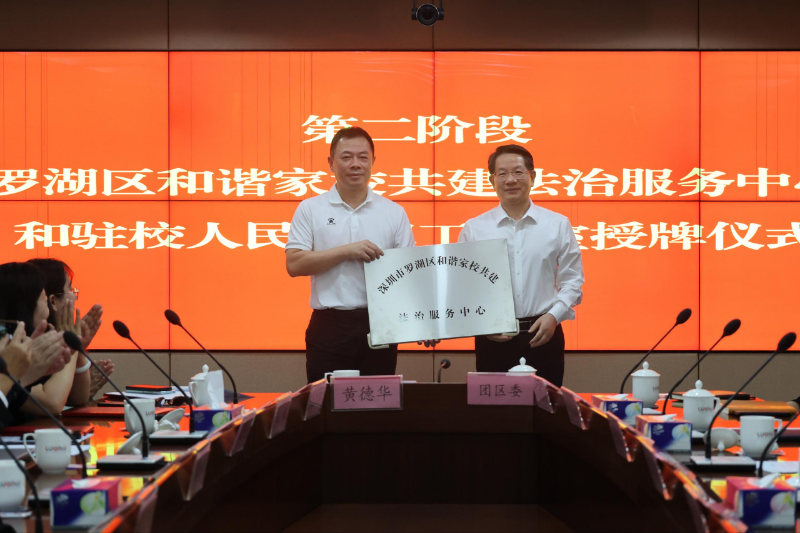 第二阶段
罗湖区和谐家校共建法治服务中心
和驻校人民 工 室授牌仪式
深圳市罗湖区和谐家校共建
法治服务中心
黄德华
团区委